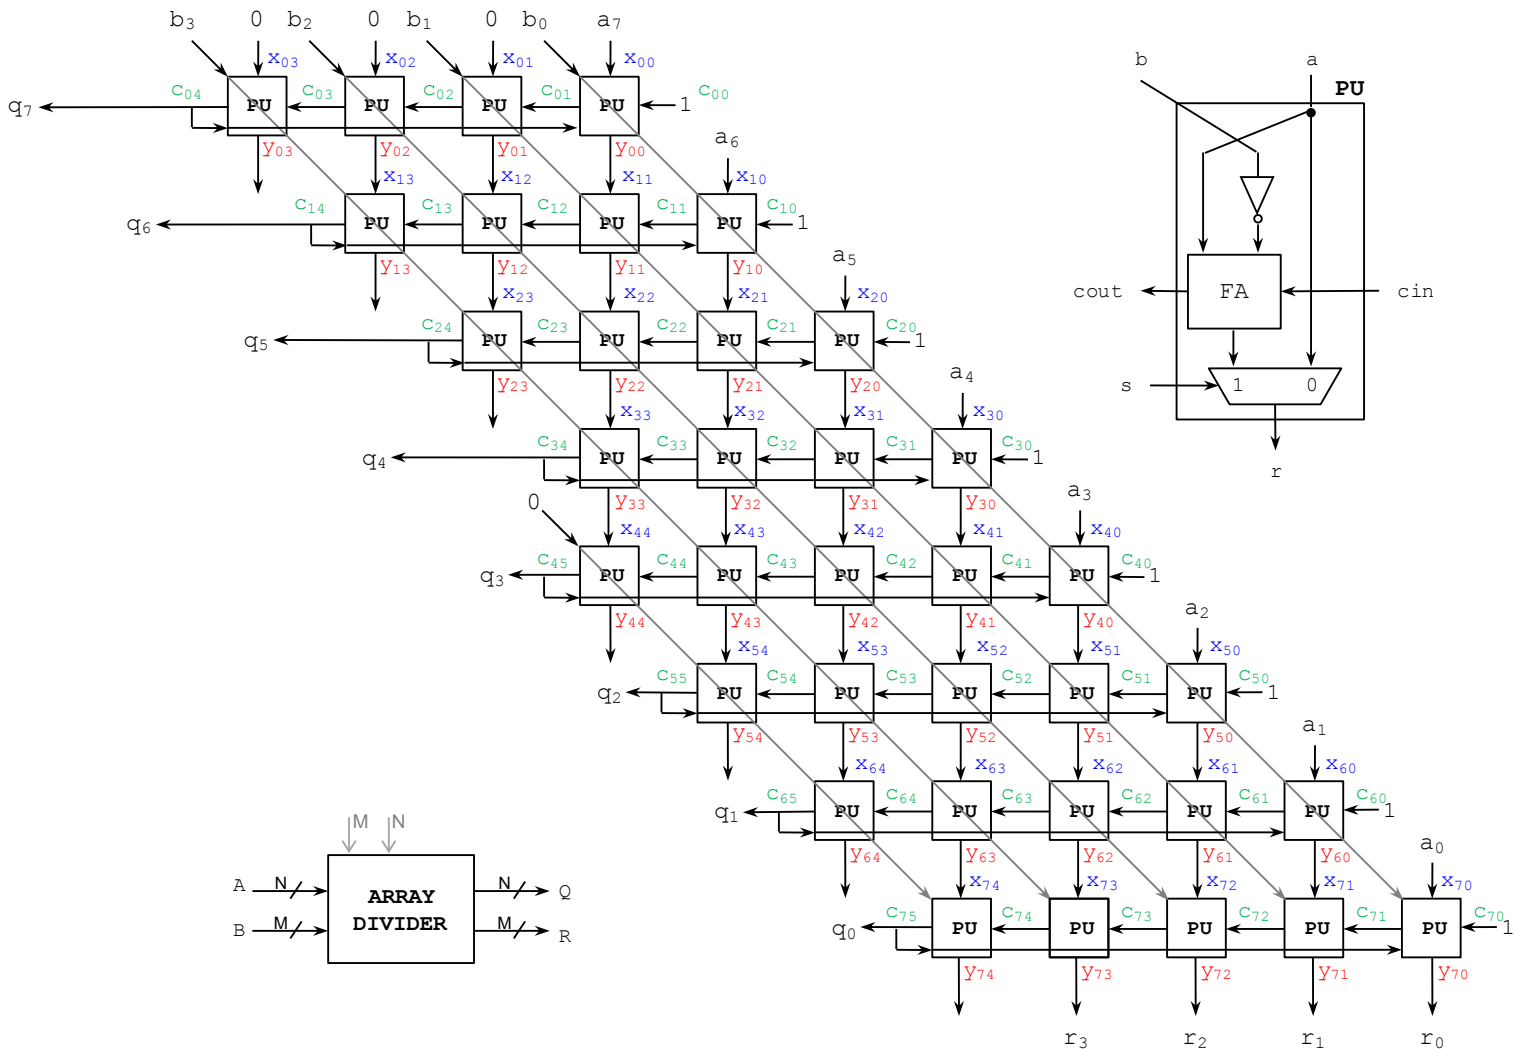 b₃ 0 b₂ 0 b₁ 0 b₀ a₇
x₀₃ x₀₂ x₀₁ x₀₀
q₇ c₀₄ PU c₀₃ PU c₀₂ PU c₀₁ PU 1 c₀₀
y₀₃ y₀₂ y₀₁ y₀₀ a₆
x₁₃ x₁₂ x₁₁ x₁₀
q₆ c₁₄ PU c₁₃ PU c₁₂ PU c₁₁ PU c₁₀ 1
y₁₃ y₁₂ y₁₁ y₁₀ a₅
x₂₃ x₂₂ x₂₁ x₂₀
q₅ c₂₄ PU c₂₃ PU c₂₂ PU c₂₁ PU c₂₀ 1
y₂₃ y₂₂ y₂₁ y₂₀ a₄
x₃₃ x₃₂ x₃₁ x₃₀
q₄ c₃₄ PU c₃₃ PU c₃₂ PU c₃₁ PU c₃₀ 1
0 y₃₃ y₃₂ y₃₁ y₃₀ a₃
x₄₄ x₄₃ x₄₂ x₄₁ x₄₀
q₃ c₄₅ PU c₄₄ PU c₄₃ PU c₄₂ PU c₄₁ PU c₄₀ 1
y₄₄ y₄₃ y₄₂ y₄₁ y₄₀ a₂
x₅₄ x₅₃ x₅₂ x₅₁ x₅₀
q₂ c₅₅ PU c₅₄ PU c₅₃ PU c₅₂ PU c₅₁ PU c₅₀ 1
y₅₄ y₅₃ y₅₂ y₅₁ y₅₀ a₁
x₆₄ x₆₃ x₆₂ x₆₁ x₆₀
q₁ c₆₅ PU c₆₄ PU c₆₃ PU c₆₂ PU c₆₁ PU c₆₀ 1
y₆₄ y₆₃ y₆₂ y₆₁ y₆₀ a₀
x₇₄ x₇₃ x₇₂ x₇₁ x₇₀
q₀ c₇₅ PU c₇₄ PU c₇₃ PU c₇₂ PU c₇₁ PU c₇₀ 1
y₇₄ y₇₃ y₇₂ y₇₁ y₇₀
r₃ r₂ r₁ r₀
b a
PU
cout FA cin
s 1 0
r
M N
A N ARRAY N Q
B M DIVIDER M R